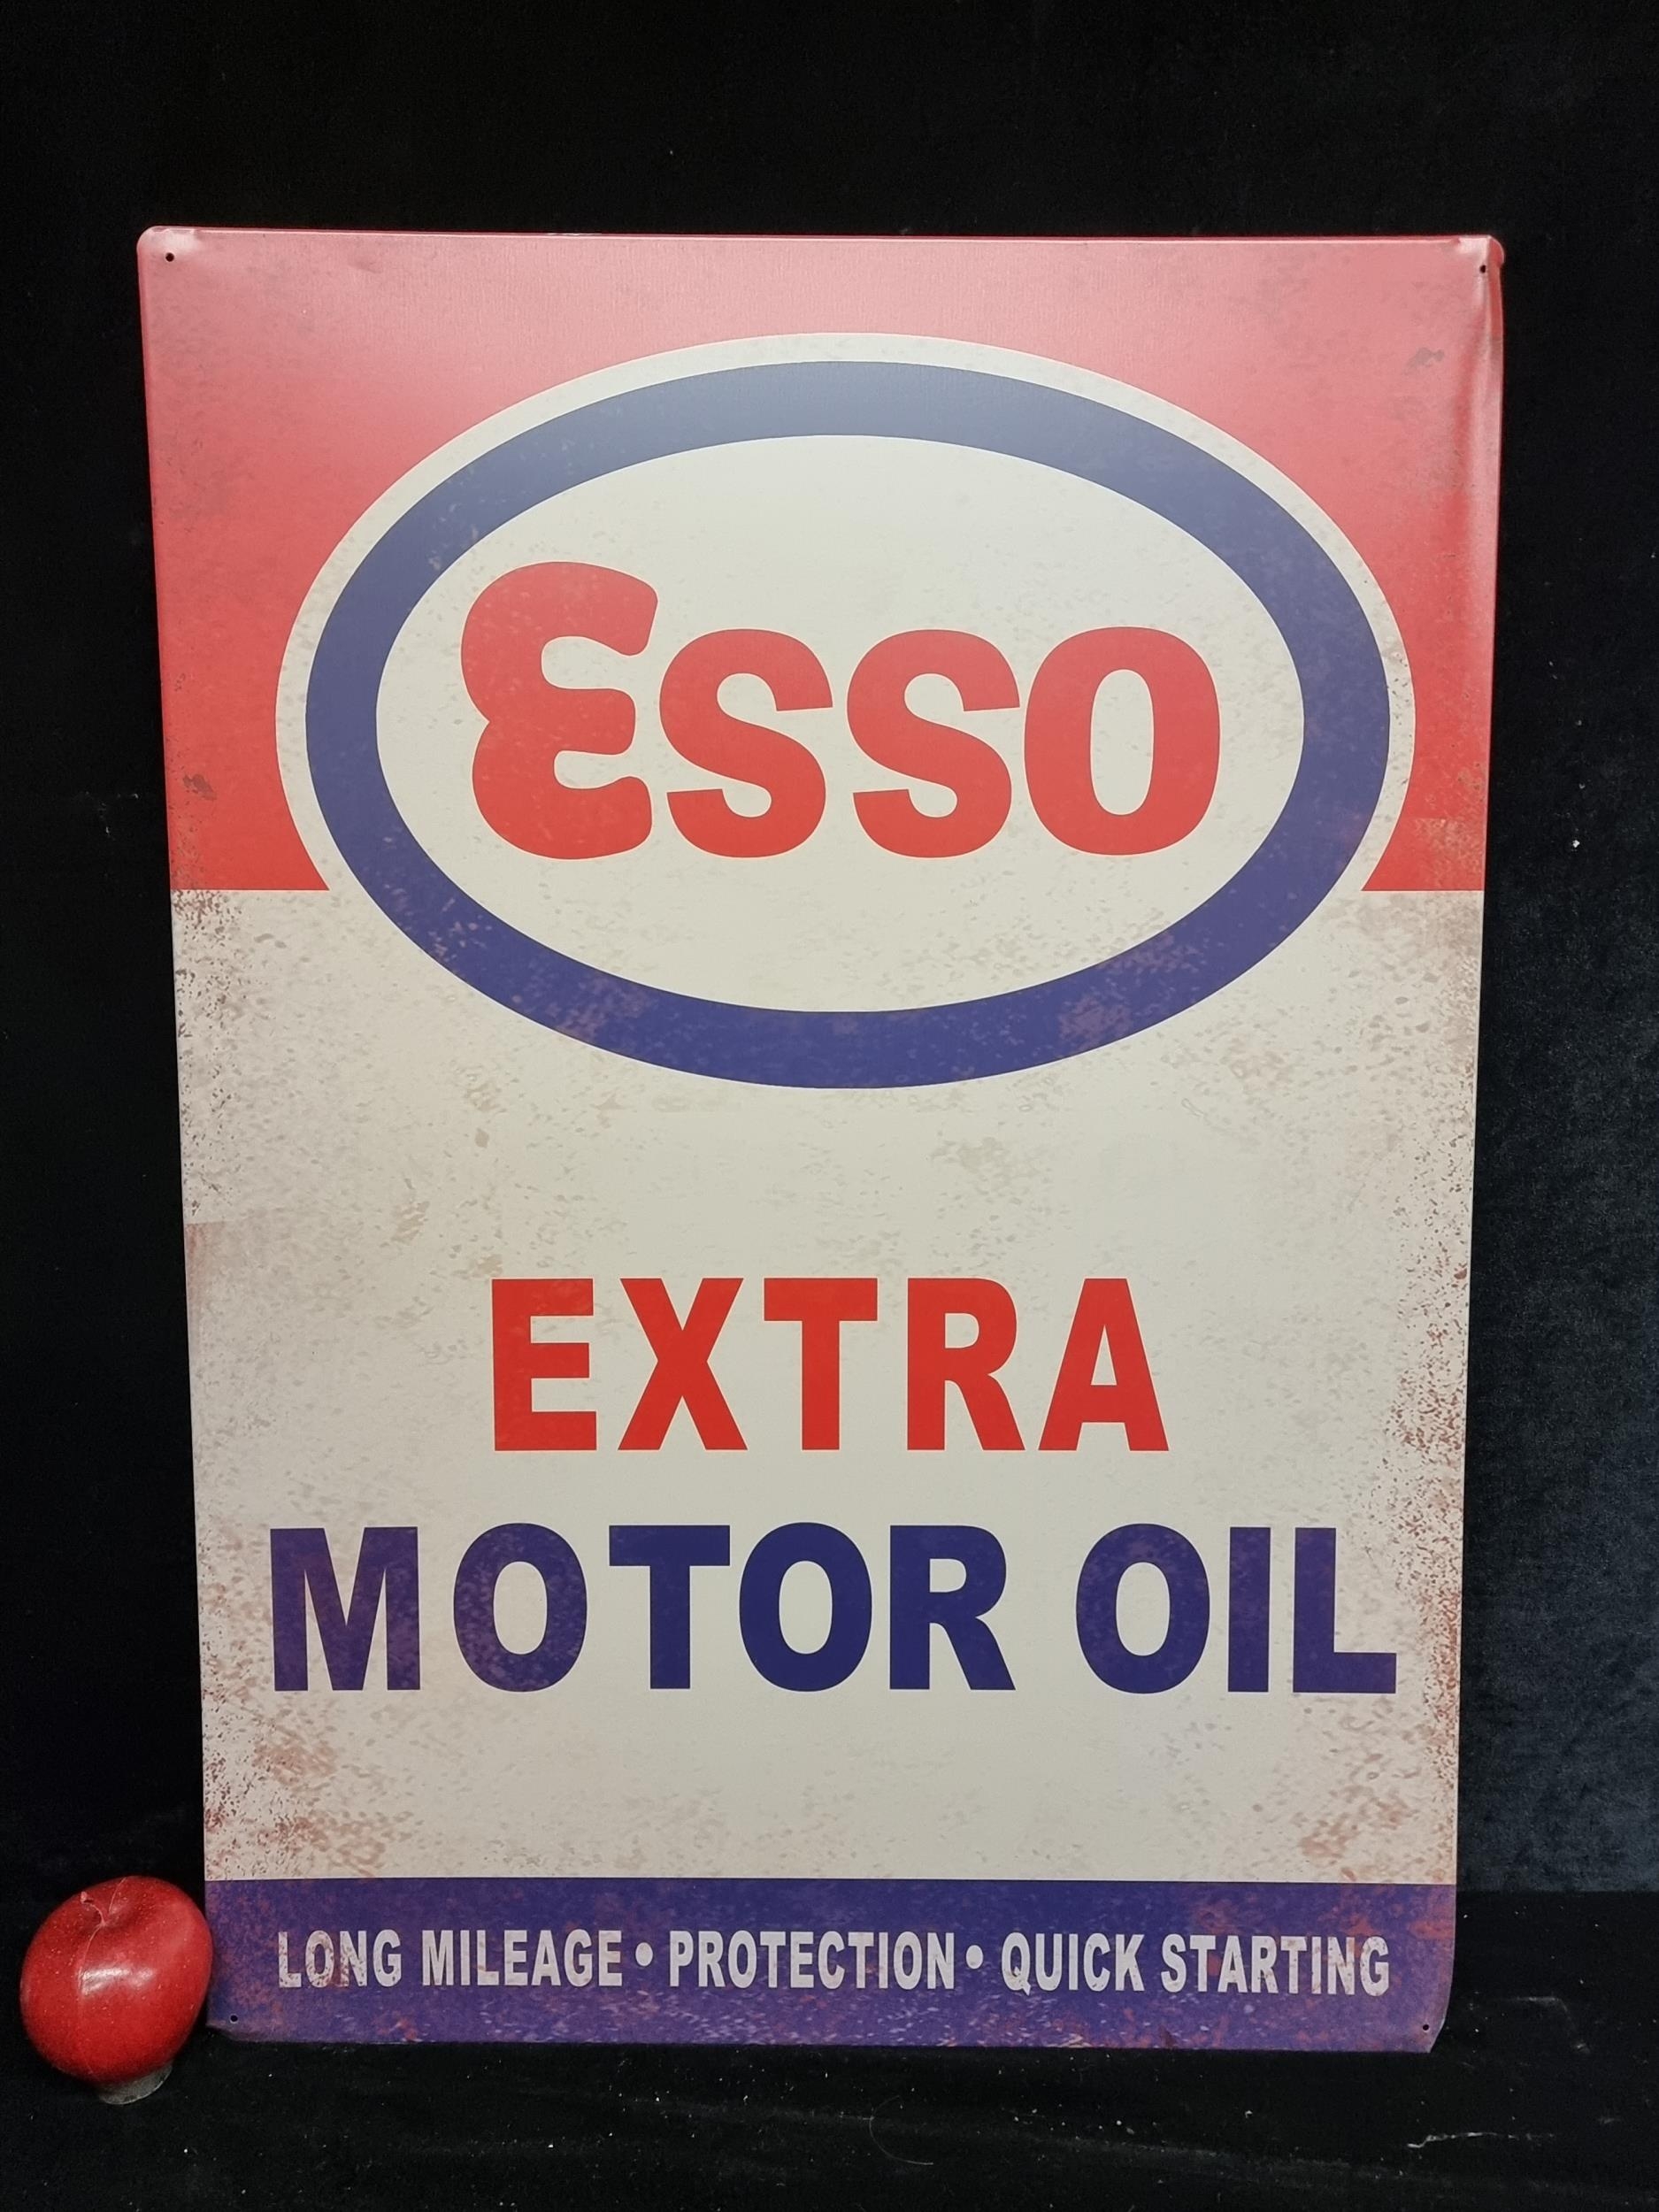 Esso
EXTRA
MOTOR OIL
LONG MILEAGE • PROTECTION • QUICK STARTING